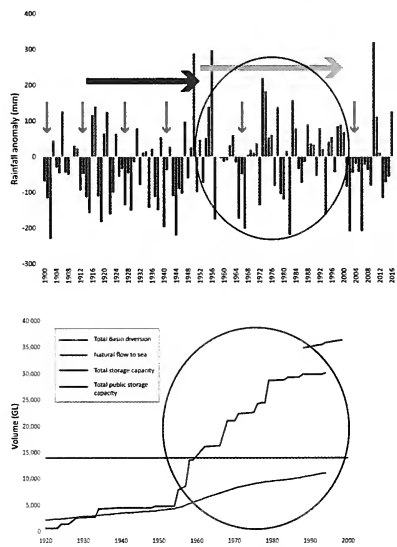 400
300
200
100
0
-100
-200
-300
Rainfall anomaly (mm)
1900 1904 1908 1912 1916 1920 1924 1928 1932 1936 1940 1944 1948 1952 1956 1960 1964 1968 1972 1976 1980 1984 1988 1992 1996 2000 2004 2008 2012 2016
40 000
35,000
30,000
25,000
20,000
15,000
10,000
5,000
0
Volume (GL)
Total Basin diversion
Natural flow to sea
Total storage capacity
Total public storage
capacity
1920 1930 1940 1950 1960 1970 1980 1990 2000